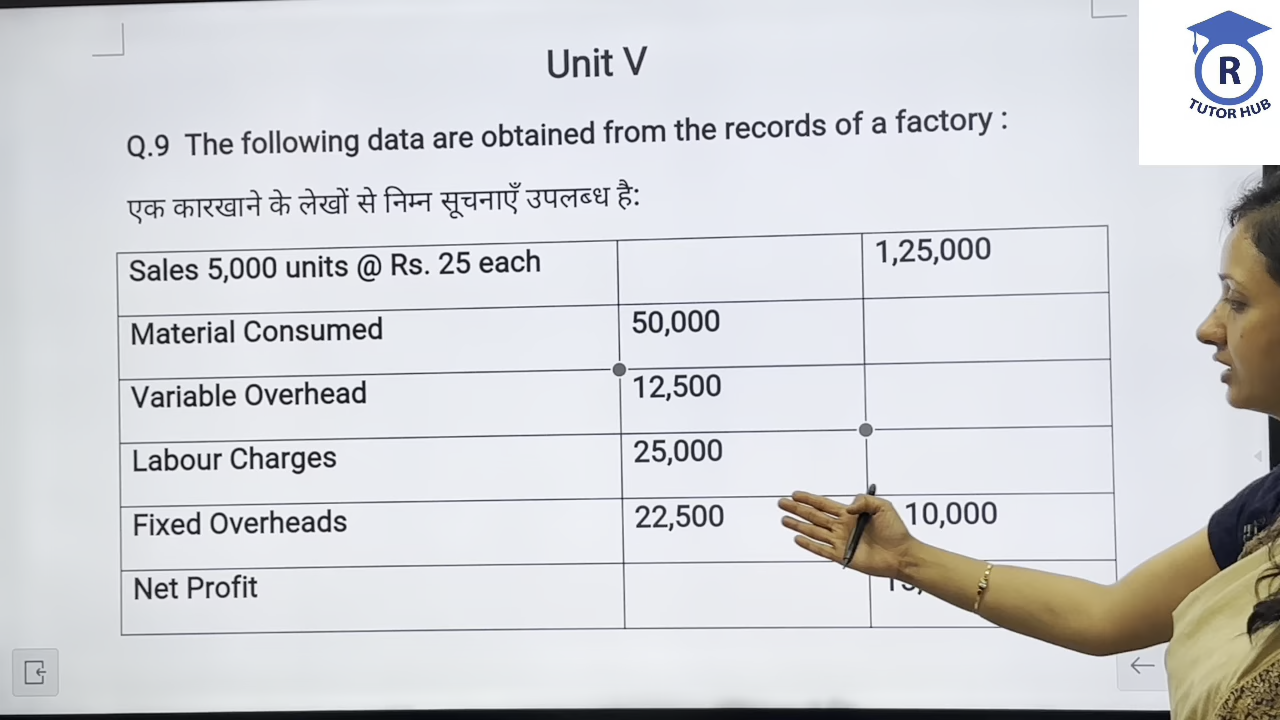 Unit V
R
TUTOR HUB
Q.9 The following data are obtained from the records of a factory :
एक कारखाने के लेखों से निम्न सूचनाएँ उपलब्ध है:
Sales 5,000 units @ Rs. 25 each 1,25,000
Material Consumed 50,000
Variable Overhead 12,500
Labour Charges 25,000
Fixed Overheads 22,500 10,000
Net Profit